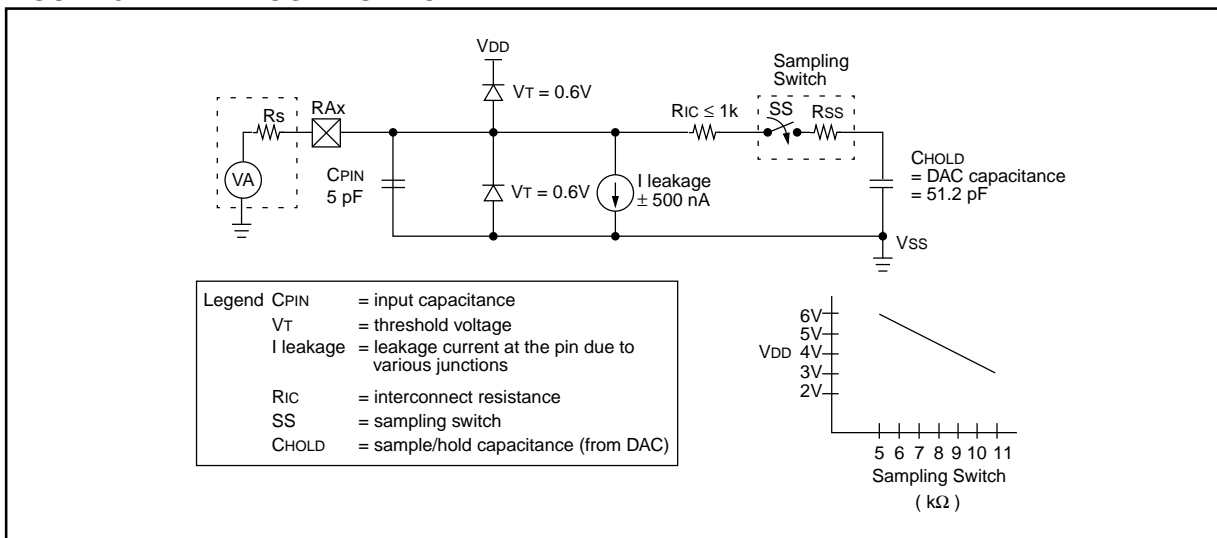 VDD
Sampling
Switch
VT = 0.6V
Rs
RAx
RIC ≤ 1k
SS
RSS
VA
CPIN
5 pF
VT = 0.6V
I leakage
± 500 nA
CHOLD
= DAC capacitance
= 51.2 pF
VSS
Legend CPIN = input capacitance
VT = threshold voltage
I leakage = leakage current at the pin due to
various junctions
RIC = interconnect resistance
SS = sampling switch
CHOLD = sample/hold capacitance (from DAC)
6V
5V
VDD 4V
3V
2V
5 6 7 8 9 10 11
Sampling Switch
( kΩ )